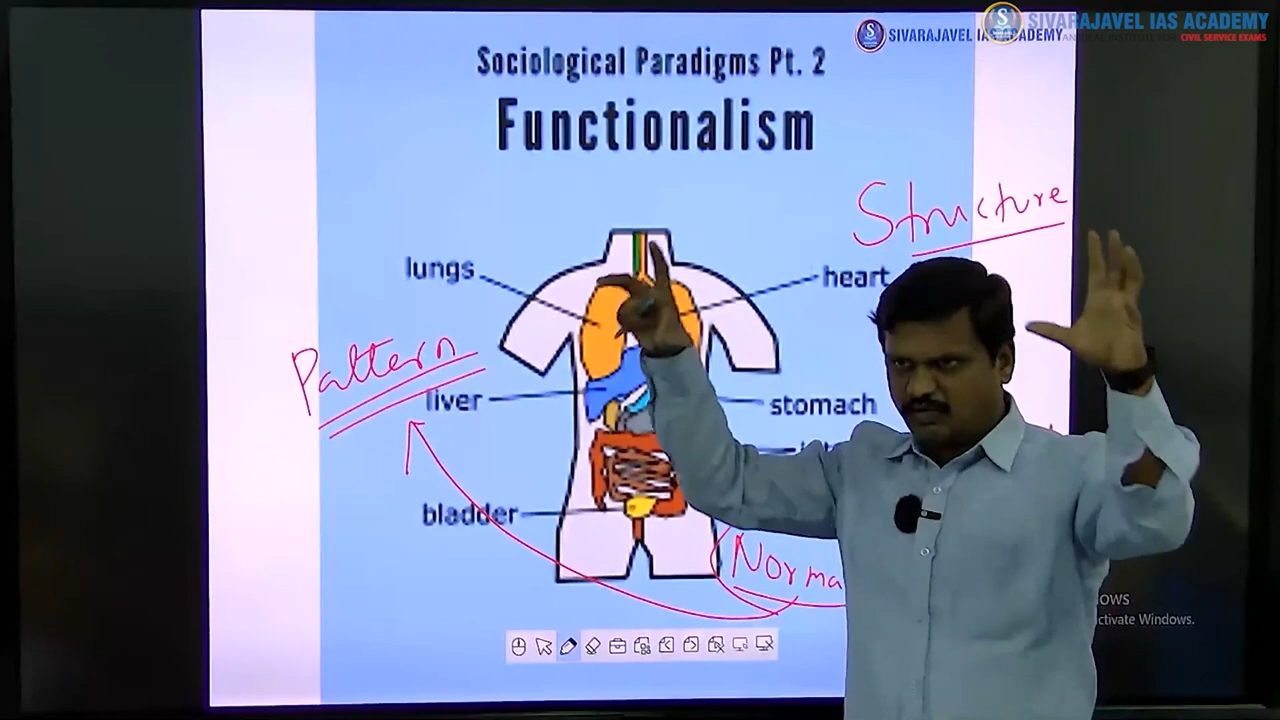 SIVARAJAVEL IAS ACADEMY
SIVARAJAVEL IAS ACADEMY
CIVIL SERVICE EXAMS
Sociological Paradigms Pt. 2
Functionalism
Structure
lungs
heart
Pattern
liver
stomach
bladder
Norma
ctivate Windows.